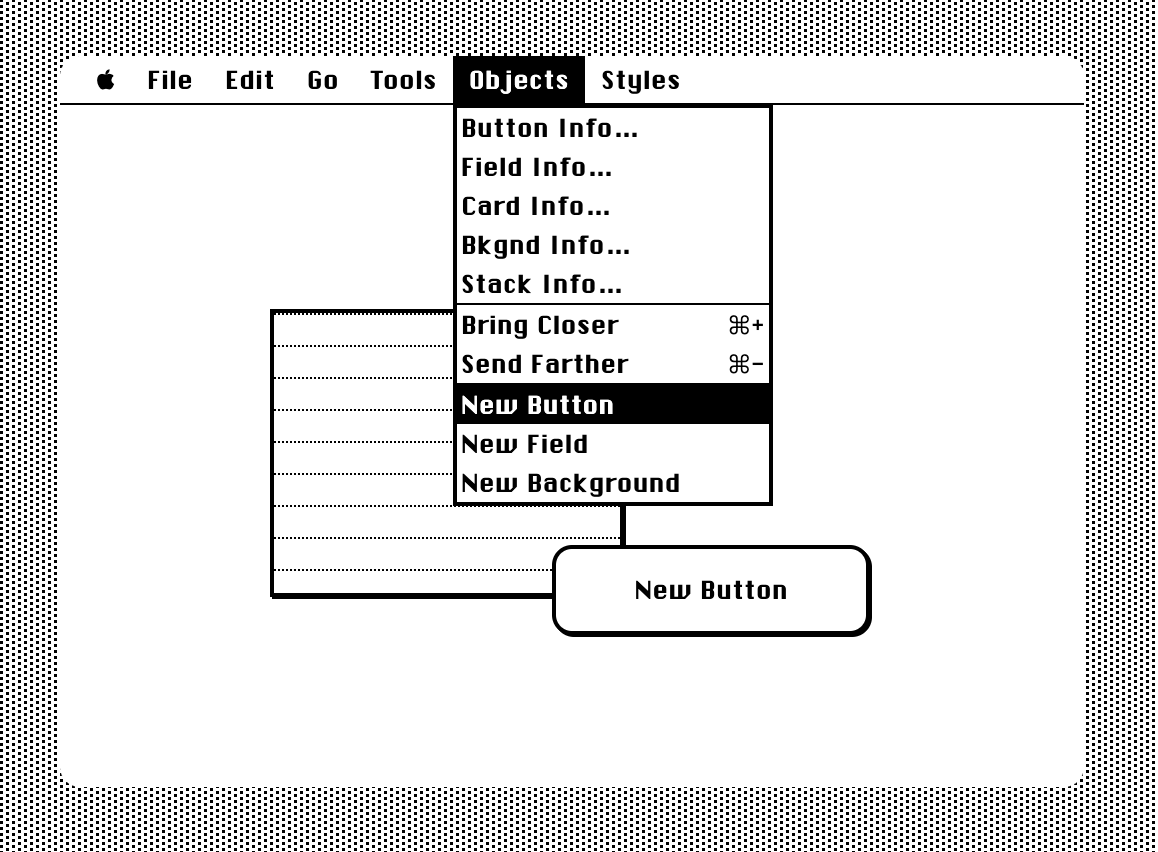 File Edit Go Tools Objects Styles
Button Info...
Field Info...
Card Info...
Bkgnd Info...
Stack Info...
Bring Closer ⌘+
Send Farther ⌘-
New Button
New Field
New Background
New Button